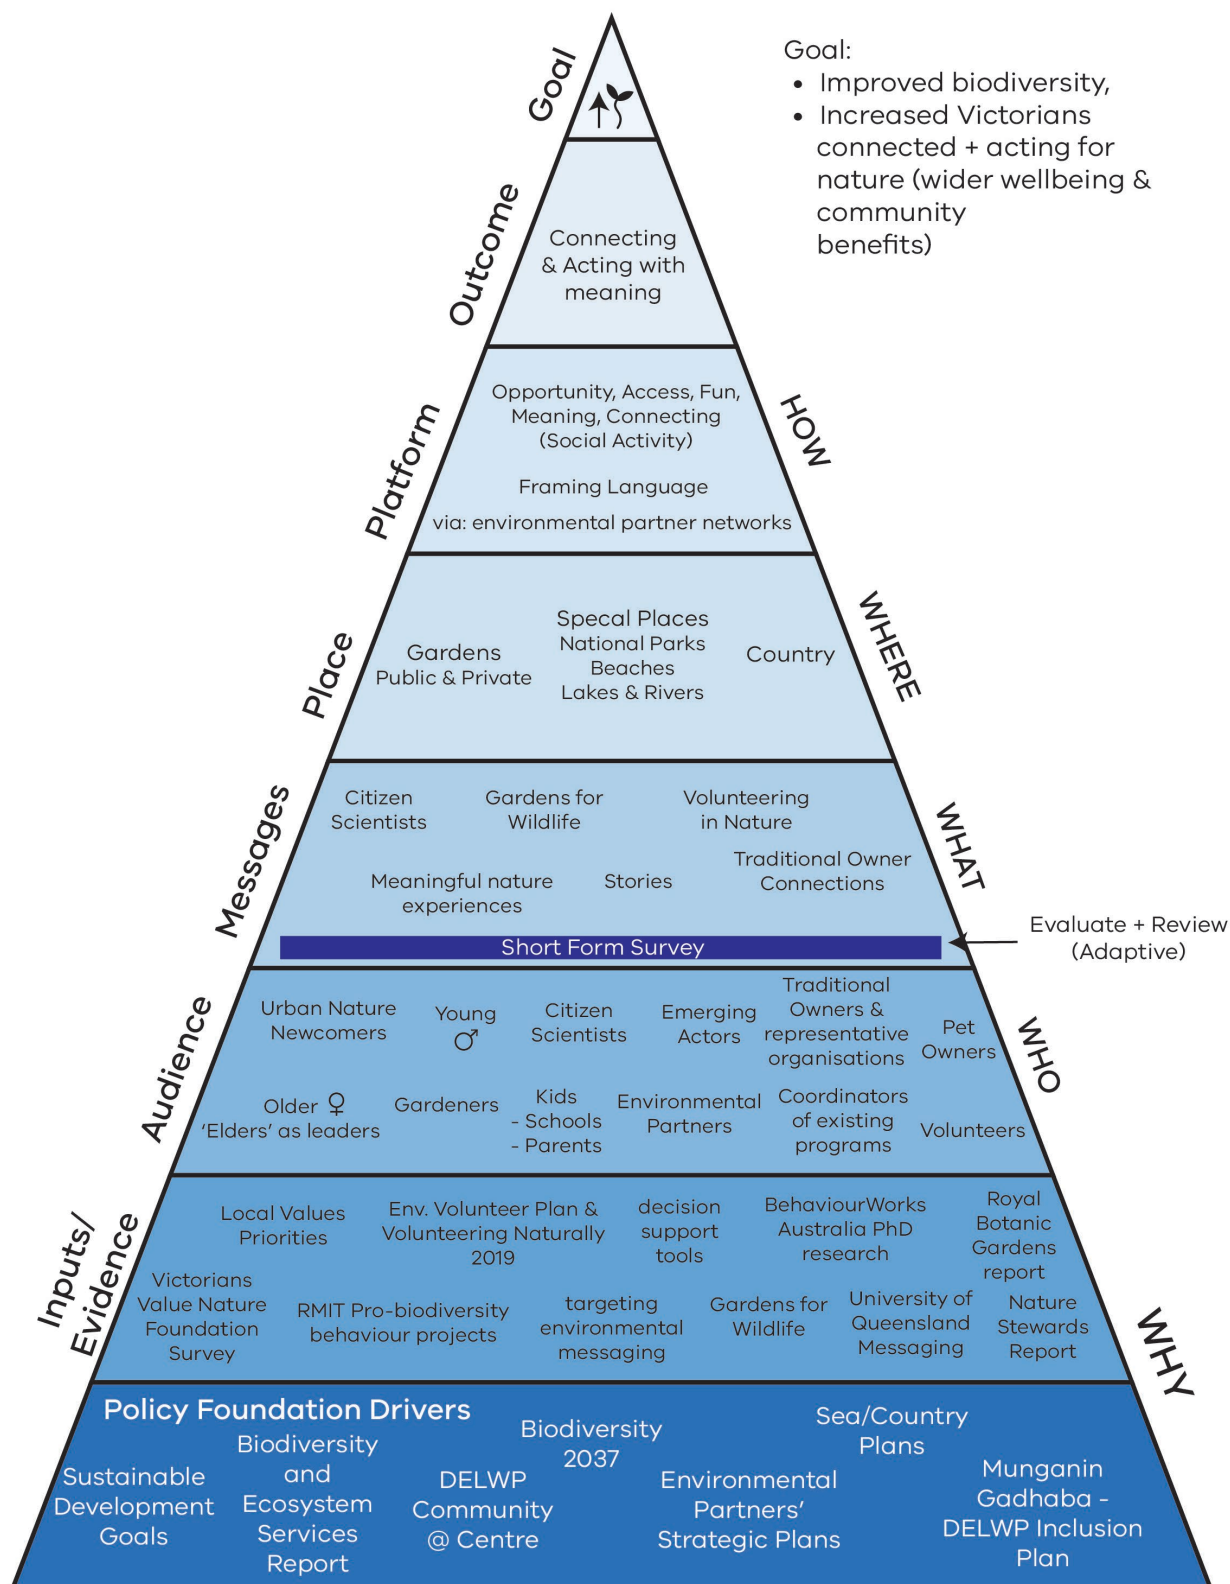 Goal
Goal:
• Improved biodiversity,
• Increased Victorians
connected + acting for
nature (wider wellbeing &
community
benefits)
Outcome
Connecting
& Acting with
meaning
Platform
Opportunity, Access, Fun,
Meaning, Connecting
(Social Activity)
Framing Language
via: environmental partner networks
HOW
Place
Gardens
Public & Private
Specal Places
National Parks
Beaches
Lakes & Rivers
Country
WHERE
Messages
Citizen
Scientists
Gardens for
Wildlife
Volunteering
in Nature
Meaningful nature
experiences
Stories
Traditional Owner
Connections
WHAT
Short Form Survey
Evaluate + Review
(Adaptive)
Audience
Urban Nature
Newcomers
Young
♂
Citizen
Scientists
Emerging
Actors
Traditional
Owners &
representative
organisations
Pet
Owners
Older ♀
‘Elders’ as leaders
Gardeners
Kids
- Schools
- Parents
Environmental
Partners
Coordinators
of existing
programs
Volunteers
WHO
Inputs/
Evidence
Local Values
Priorities
Env. Volunteer Plan &
Volunteering Naturally
2019
decision
support
tools
BehaviourWorks
Australia PhD
research
Royal
Botanic
Gardens
report
Victorians
Value Nature
Foundation
Survey
RMIT Pro-biodiversity
behaviour projects
targeting
environmental
messaging
Gardens for
Wildlife
University of
Queensland
Messaging
Nature
Stewards
Report
WHY
Policy Foundation Drivers
Sustainable
Development
Goals
Biodiversity
and
Ecosystem
Services
Report
DELWP
Community
@ Centre
Biodiversity
2037
Environmental
Partners’
Strategic Plans
Sea/Country
Plans
Munganin
Gadhaba -
DELWP Inclusion
Plan